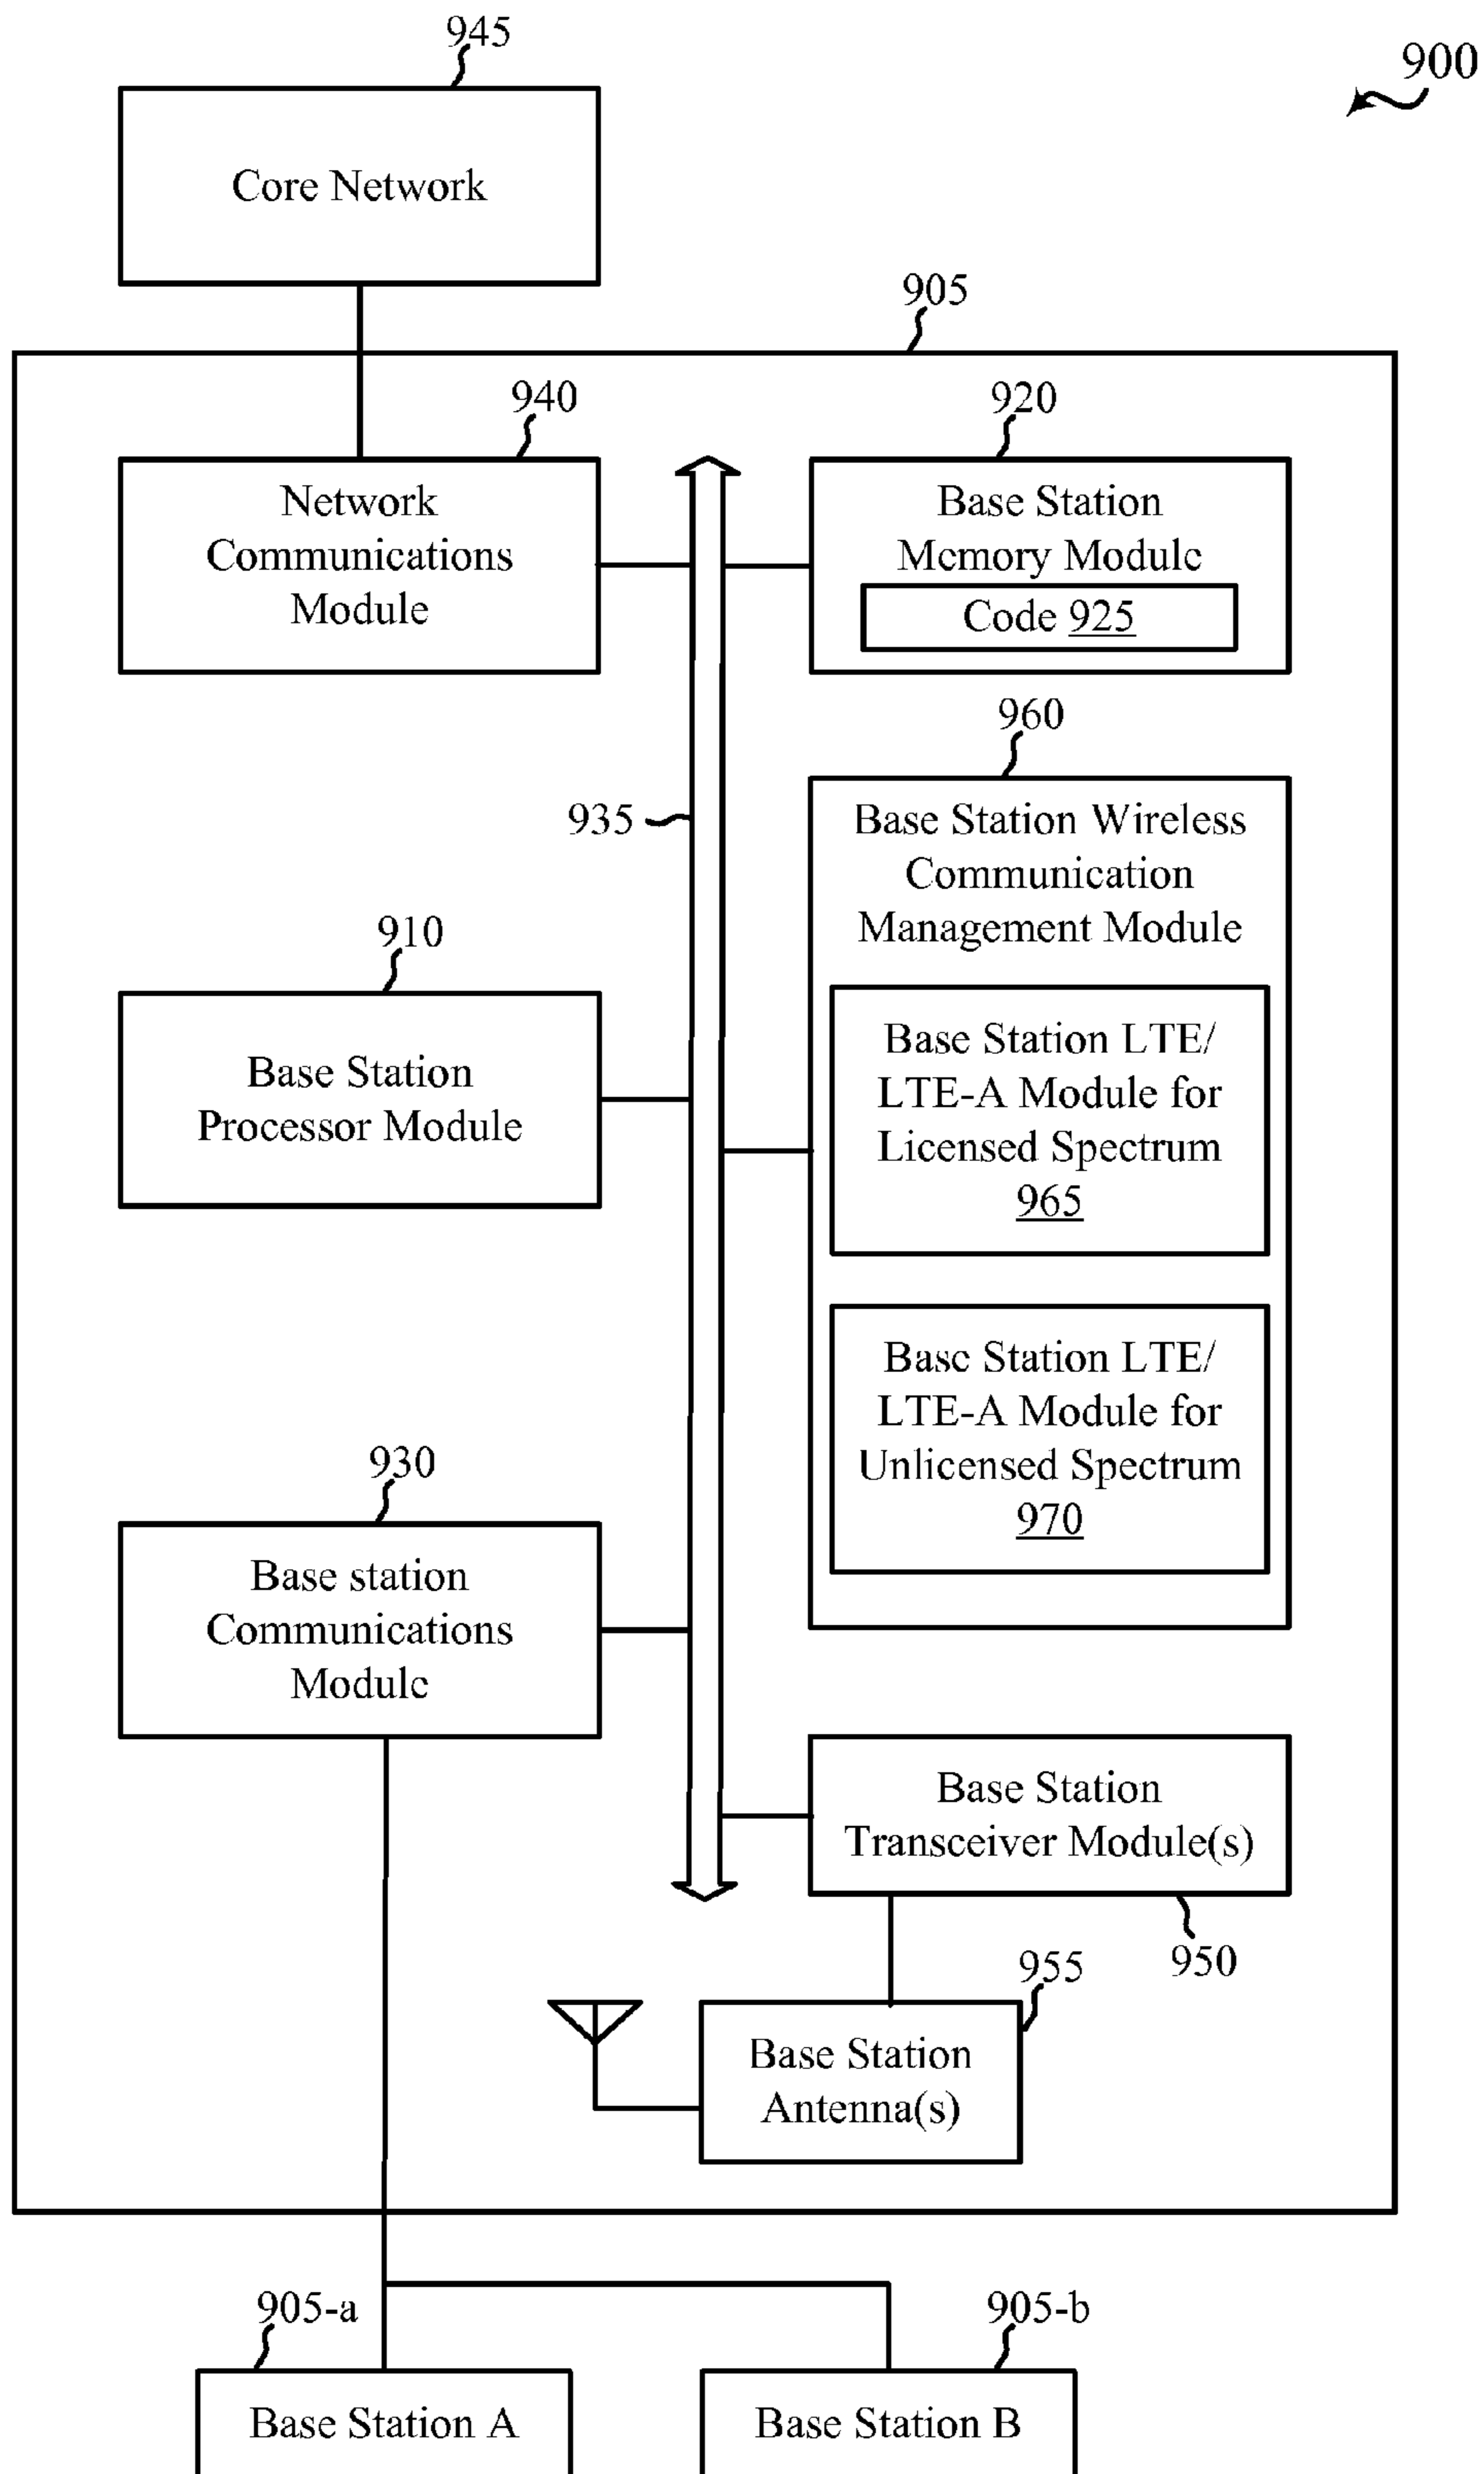 945
900
Core Network
905
940
920
Network
Communications
Module
Base Station
Memory Module
Code 925
960
935
Base Station Wireless
Communication
Management Module
910
Base Station
Processor Module
Base Station LTE/
LTE-A Module for
Licensed Spectrum
965
Base Station LTE/
LTE-A Module for
Unlicensed Spectrum
970
930
Base station
Communications
Module
Base Station
Transceiver Module(s)
950
955
Base Station
Antenna(s)
905-a
905-b
Base Station A
Base Station B